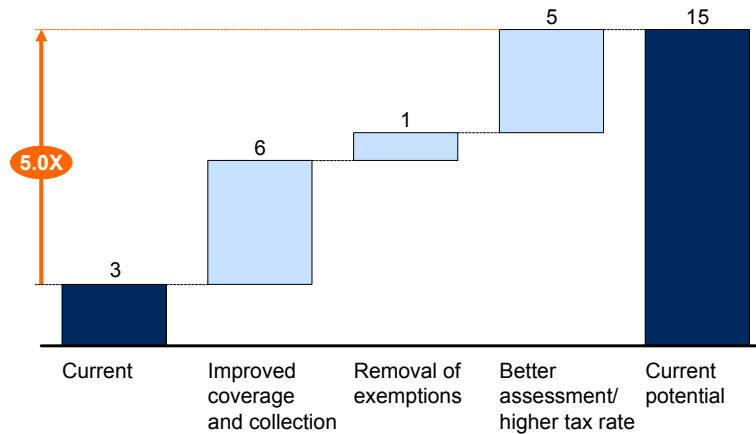 5
15
1
6
5.0X
3
Current
Improved
coverage
and collection
Removal of
exemptions
Better
assessment/
higher tax rate
Current
potential